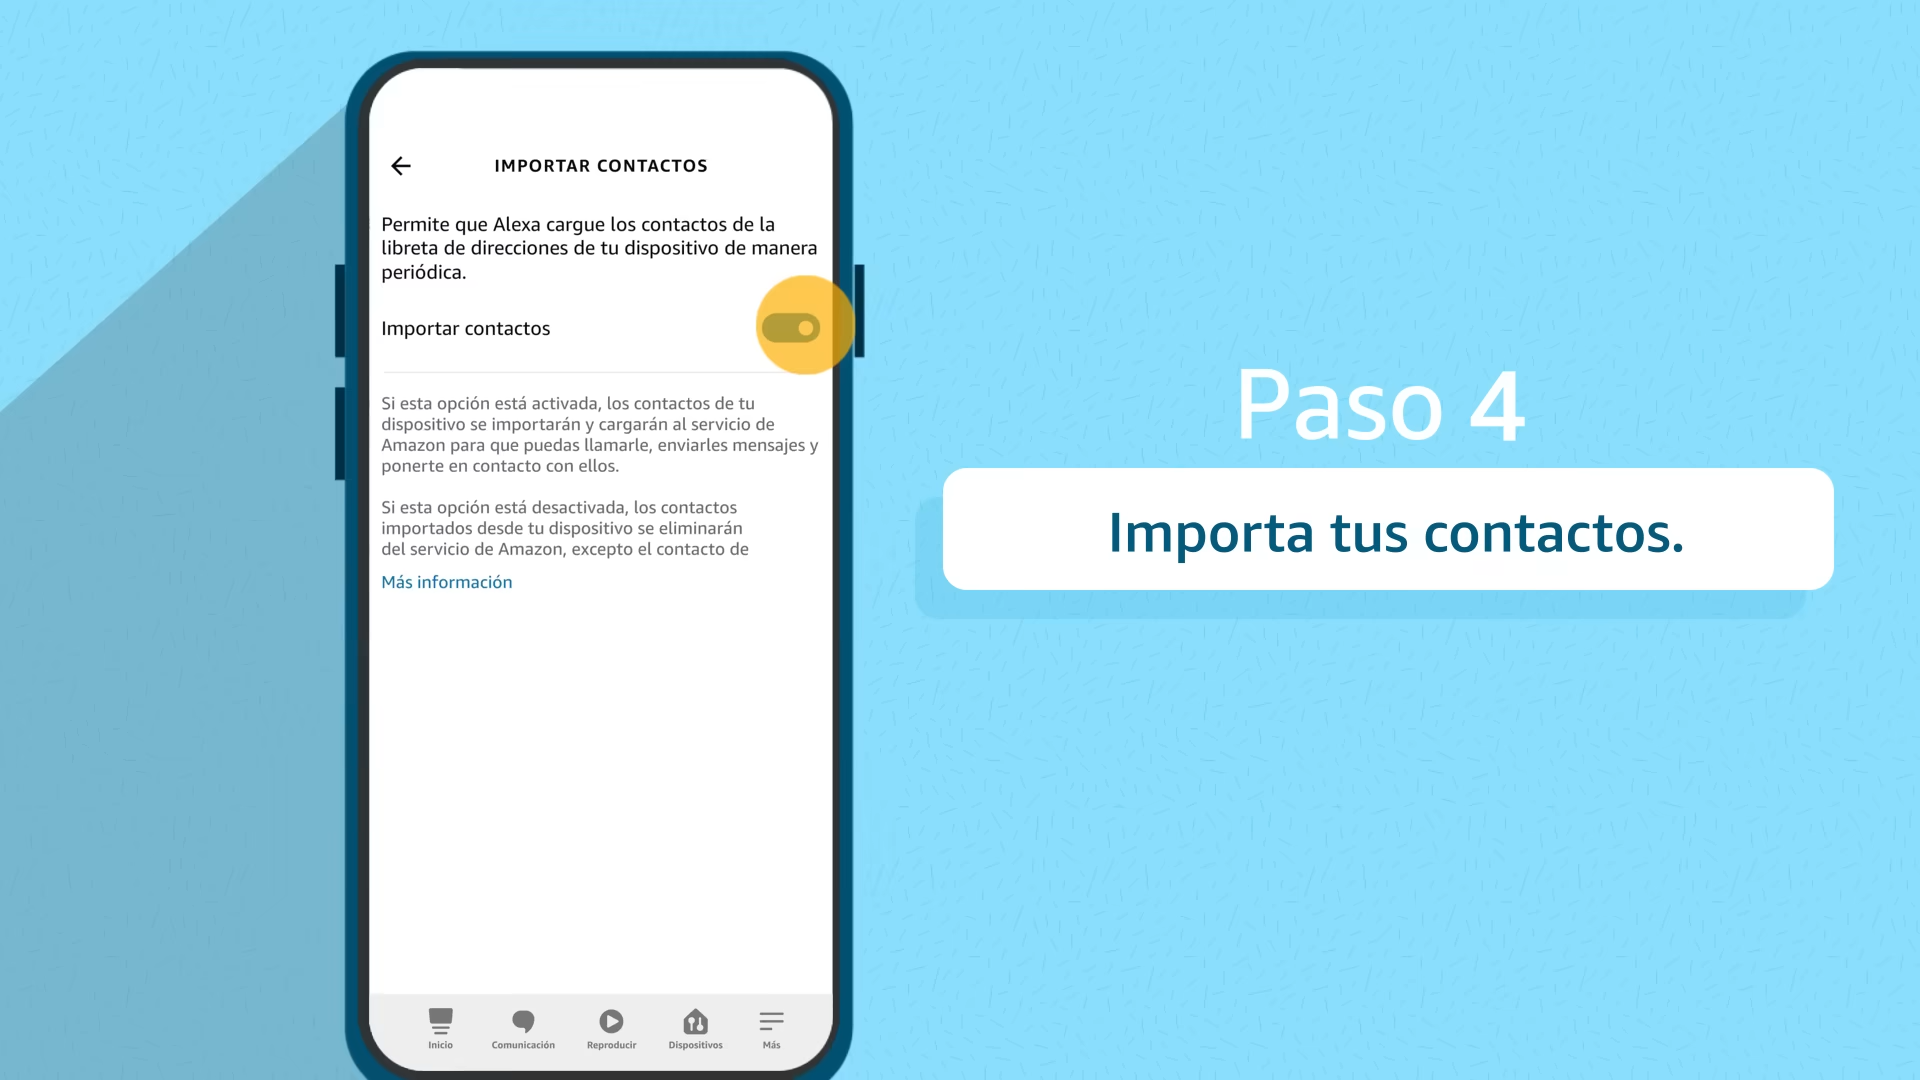 IMPORTAR CONTACTOS
Permite que Alexa cargue los contactos de la
libreta de direcciones de tu dispositivo de manera
periódica.
Importar contactos
Si esta opción está activada, los contactos de tu
dispositivo se importarán y cargarán al servicio de
Amazon para que puedas llamarle, enviarles mensajes y
ponerte en contacto con ellos.
Si esta opción está desactivada, los contactos
importados desde tu dispositivo se eliminarán
del servicio de Amazon, excepto el contacto de
Más información
Inicio
Comunicación
Reproducir
Dispositivos
Más
Paso 4
Importa tus contactos.